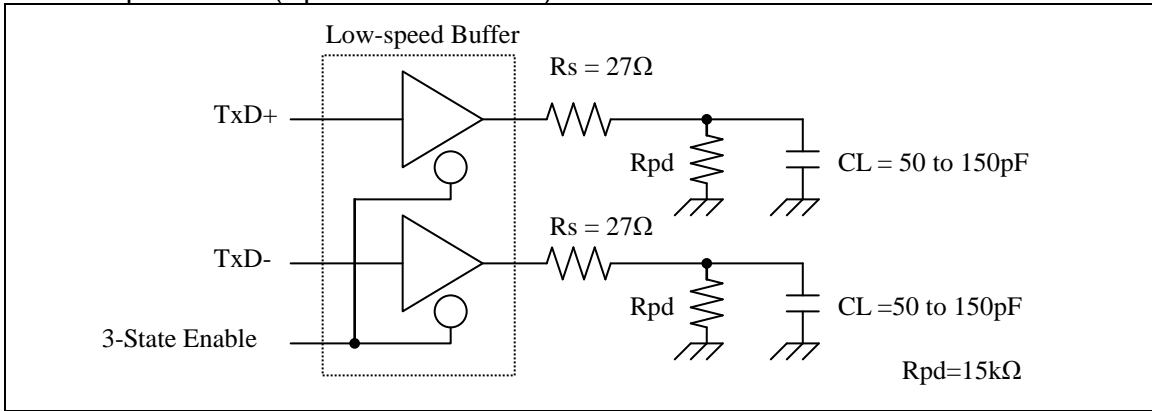 Low-speed Buffer
Rs = 27Ω
TxD+
Rpd
CL = 50 to 150pF
Rs = 27Ω
TxD-
Rpd
CL =50 to 150pF
3-State Enable
Rpd=15kΩ